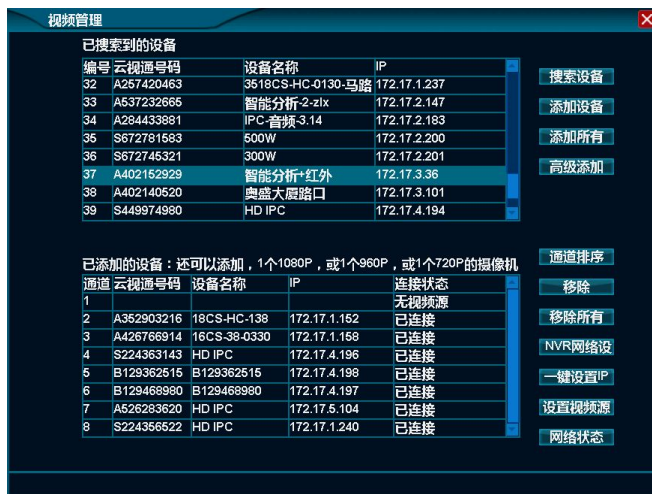 视频管理
已搜索到的设备
编号 云视通号码 设备名称 IP
32 A257420463 3518CS-HC-0130-马路 172.17.1.237
33 A537232665 智能分析-2-zlx 172.17.2.147
34 A284433881 IPC-音频-3.14 172.17.2.183
35 S672781583 500W 172.17.2.200
36 S672745321 300W 172.17.2.201
37 A402152929 智能分析+红外 172.17.3.36
38 A402140520 奥盛大厦路口 172.17.3.101
39 S449974980 HD IPC 172.17.4.194
搜索设备
添加设备
添加所有
高级添加
已添加的设备：还可以添加，1个1080P，或1个960P，或1个720P的摄像机
通道 云视通号码 设备名称 IP 连接状态
1 无视频源
2 A352903216 18CS-HC-138 172.17.1.152 已连接
3 A426766914 16CS-38-0330 172.17.1.158 已连接
4 S224363143 HD IPC 172.17.4.196 已连接
5 B129362515 B129362515 172.17.4.198 已连接
6 B129468980 B129468980 172.17.4.197 已连接
7 A526283620 HD IPC 172.17.5.104 已连接
8 S224356522 HD IPC 172.17.1.240 已连接
通道排序
移除
移除所有
NVR网络设
一键设置IP
设置视频源
网络状态